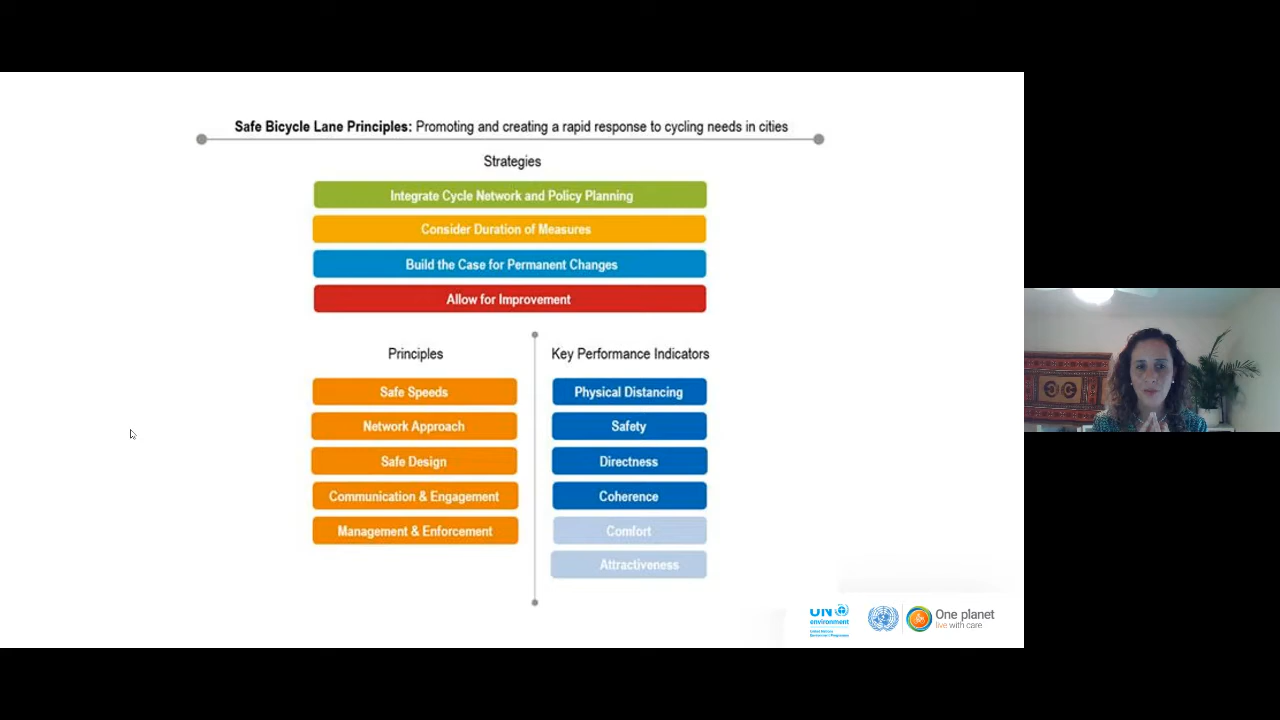 Safe Bicycle Lane Principles: Promoting and creating a rapid response to cycling needs in cities
Strategies
Integrate Cycle Network and Policy Planning
Consider Duration of Measures
Build the Case for Permanent Changes
Allow for Improvement
Principles
Safe Speeds
Network Approach
Safe Design
Communication & Engagement
Management & Enforcement
Key Performance Indicators
Physical Distancing
Safety
Directness
Coherence
Comfort
Attractiveness
UN
environment
One planet
live with care